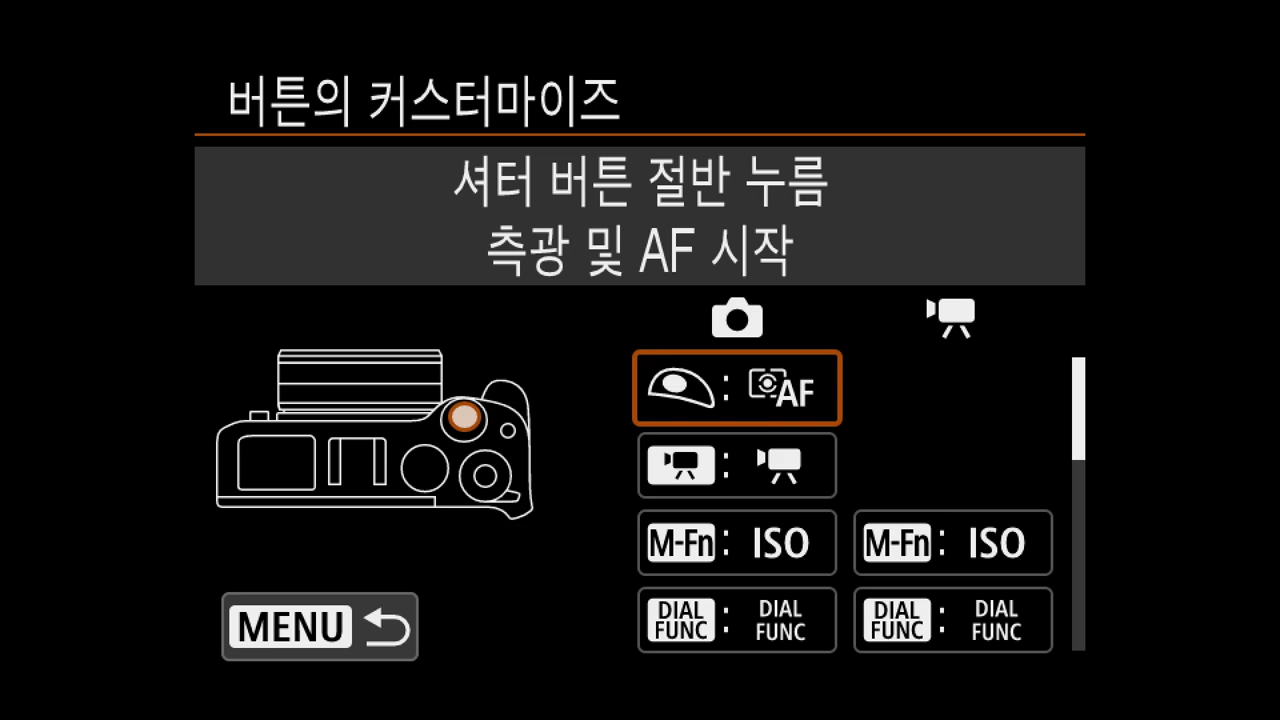 버튼의 커스터마이즈
셔터 버튼 절반 누름
측광 및 AF 시작
: AF
:
M-Fn : ISO M-Fn : ISO
DIAL FUNC : DIAL FUNC DIAL FUNC : DIAL FUNC
MENU